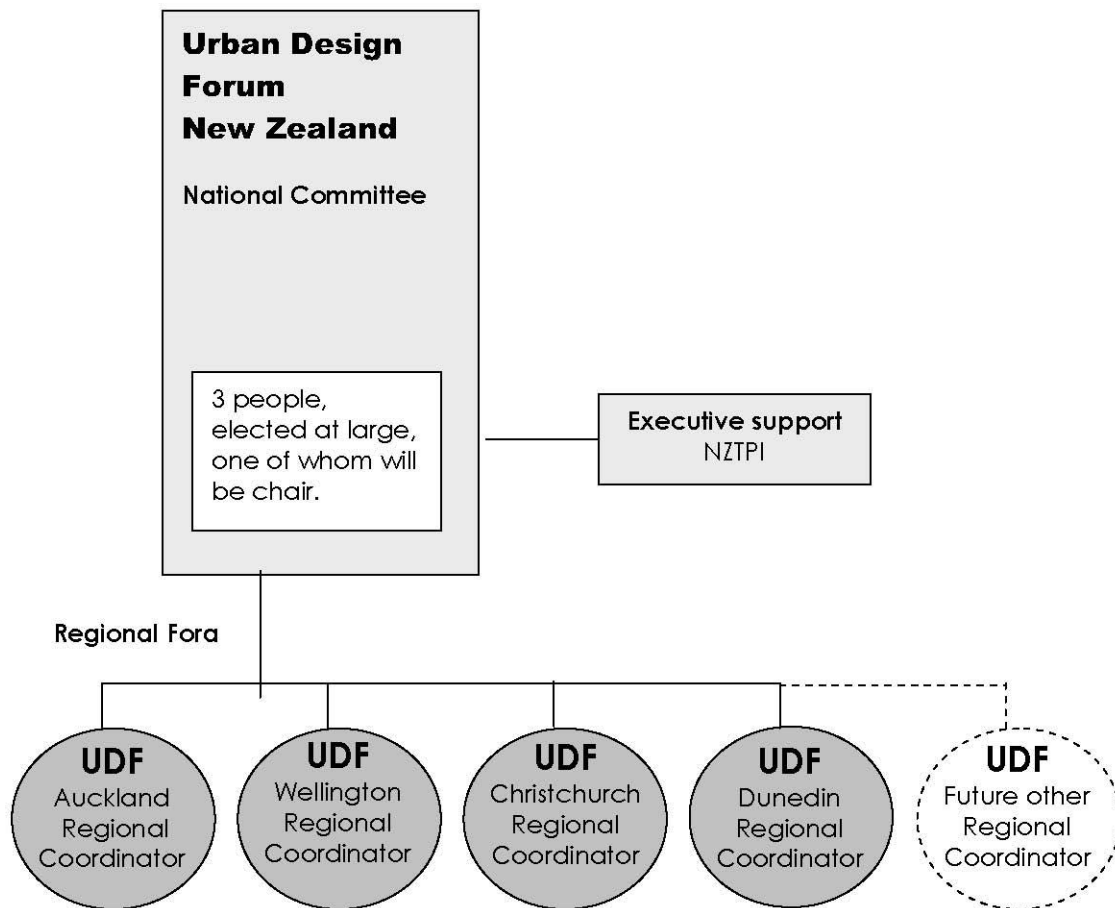 Urban Design
Forum
New Zealand
National Committee
3 people,
elected at large,
one of whom will
be chair.
Executive support
NZTPI
Regional Fora
UDF
Auckland
Regional
Coordinator
UDF
Wellington
Regional
Coordinator
UDF
Christchurch
Regional
Coordinator
UDF
Dunedin
Regional
Coordinator
UDF
Future other
Regional
Coordinator